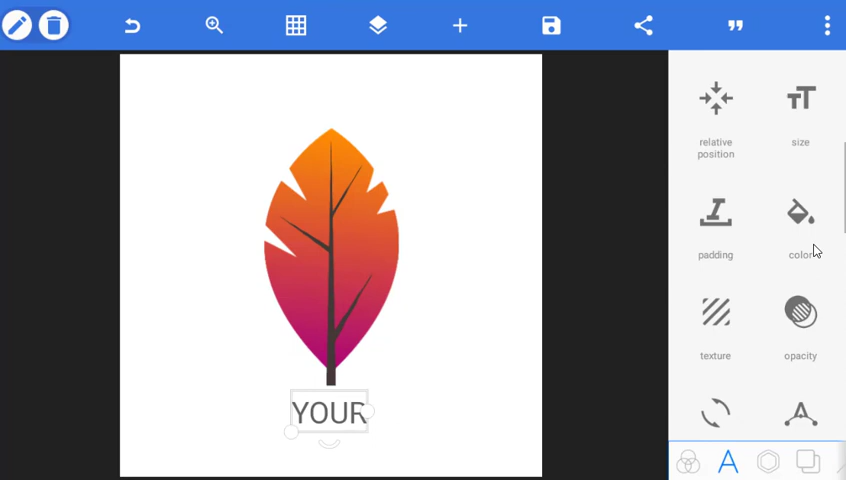 relative
position
size
padding
color
texture
opacity
YOUR